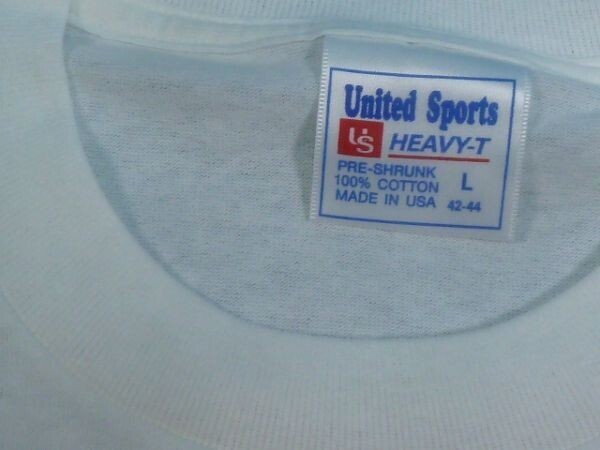 United Sports
US HEAVY-T
PRE-SHRUNK
100% COTTON L
MADE IN USA 42-44